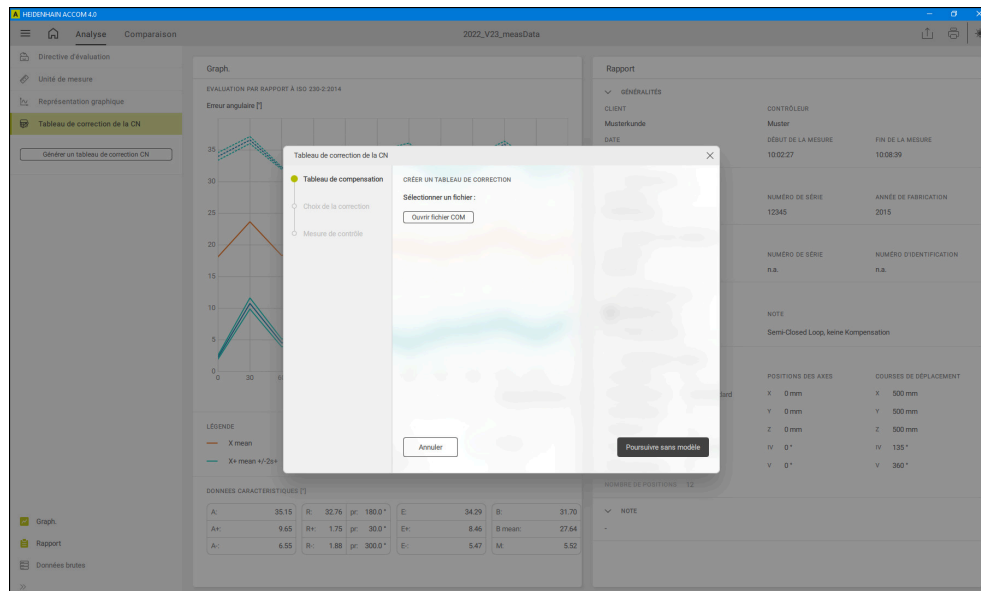 HEIDENHAIN ACCOM 4.0
Analyse Comparaison 2022_V23_measData
Directive d'évaluation
Unité de mesure
Représentation graphique
Tableau de correction de la CN
Générer un tableau de correction CN
Graph.
Rapport
Données brutes
Graph.
EVALUATION PAR RAPPORT À ISO 230-2:2014
Erreur angulaire ["]
35
30
25
20
15
10
5
0
0 30
LÉGENDE
X mean
X+ mean +/-2s+
DONNEES CARACTERISTIQUES ["]
A: 35.15 R: 32.76 pr: 180.0 ° E: 34.29 B: 31.70
A+: 9.65 R+: 1.75 pr: 30.0 ° E+: 8.46 B mean: 27.64
A-: 6.55 R-: 1.88 pr: 300.0 ° E-: 5.47 M: 5.52
Tableau de correction de la CN
Tableau de compensation
Choix de la correction
Mesure de contrôle
CRÉER UN TABLEAU DE CORRECTION
Sélectionner un fichier :
Ouvrir fichier COM
Annuler
Poursuivre sans modèle
Rapport
GÉNÉRALITÉS
CLIENT CONTRÔLEUR
Musterkunde Muster
DATE DÉBUT DE LA MESURE FIN DE LA MESURE
10:02:27 10:08:39
NUMÉRO DE SÉRIE ANNÉE DE FABRICATION
12345 2015
NUMÉRO DE SÉRIE NUMÉRO D'IDENTIFICATION
n.a. n.a.
NOTE
Semi-Closed Loop, keine Kompensation
POSITIONS DES AXES COURSES DE DÉPLACEMENT
X 0 mm X 500 mm
Y 0 mm Y 500 mm
Z 0 mm Z 500 mm
IV 0 ° IV 135 °
V 0 ° V 360 °
NOMBRE DE POSITIONS 12
NOTE
-